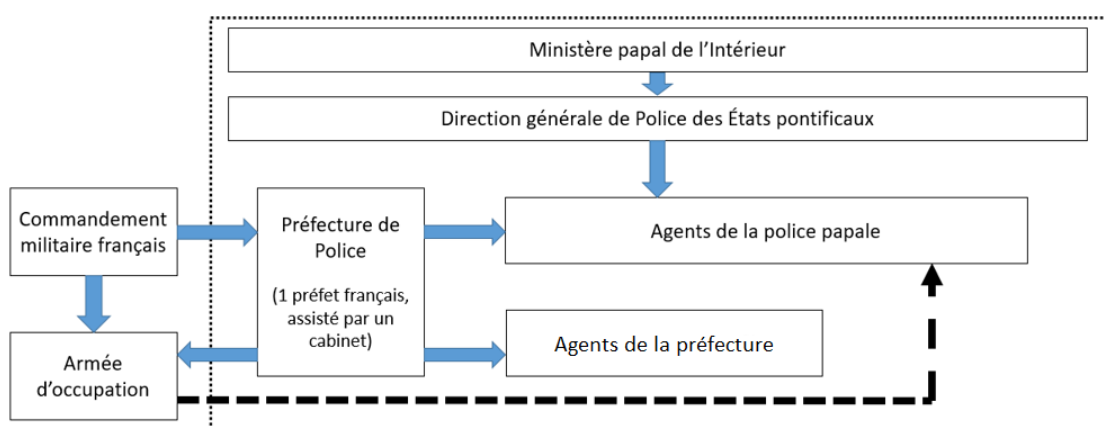 Ministère papal de l’Intérieur
Direction générale de Police des États pontificaux
Commandement
militaire français
Préfecture de
Police
(1 préfet français,
assisté par un
cabinet)
Agents de la police papale
Armée
d’occupation
Agents de la préfecture